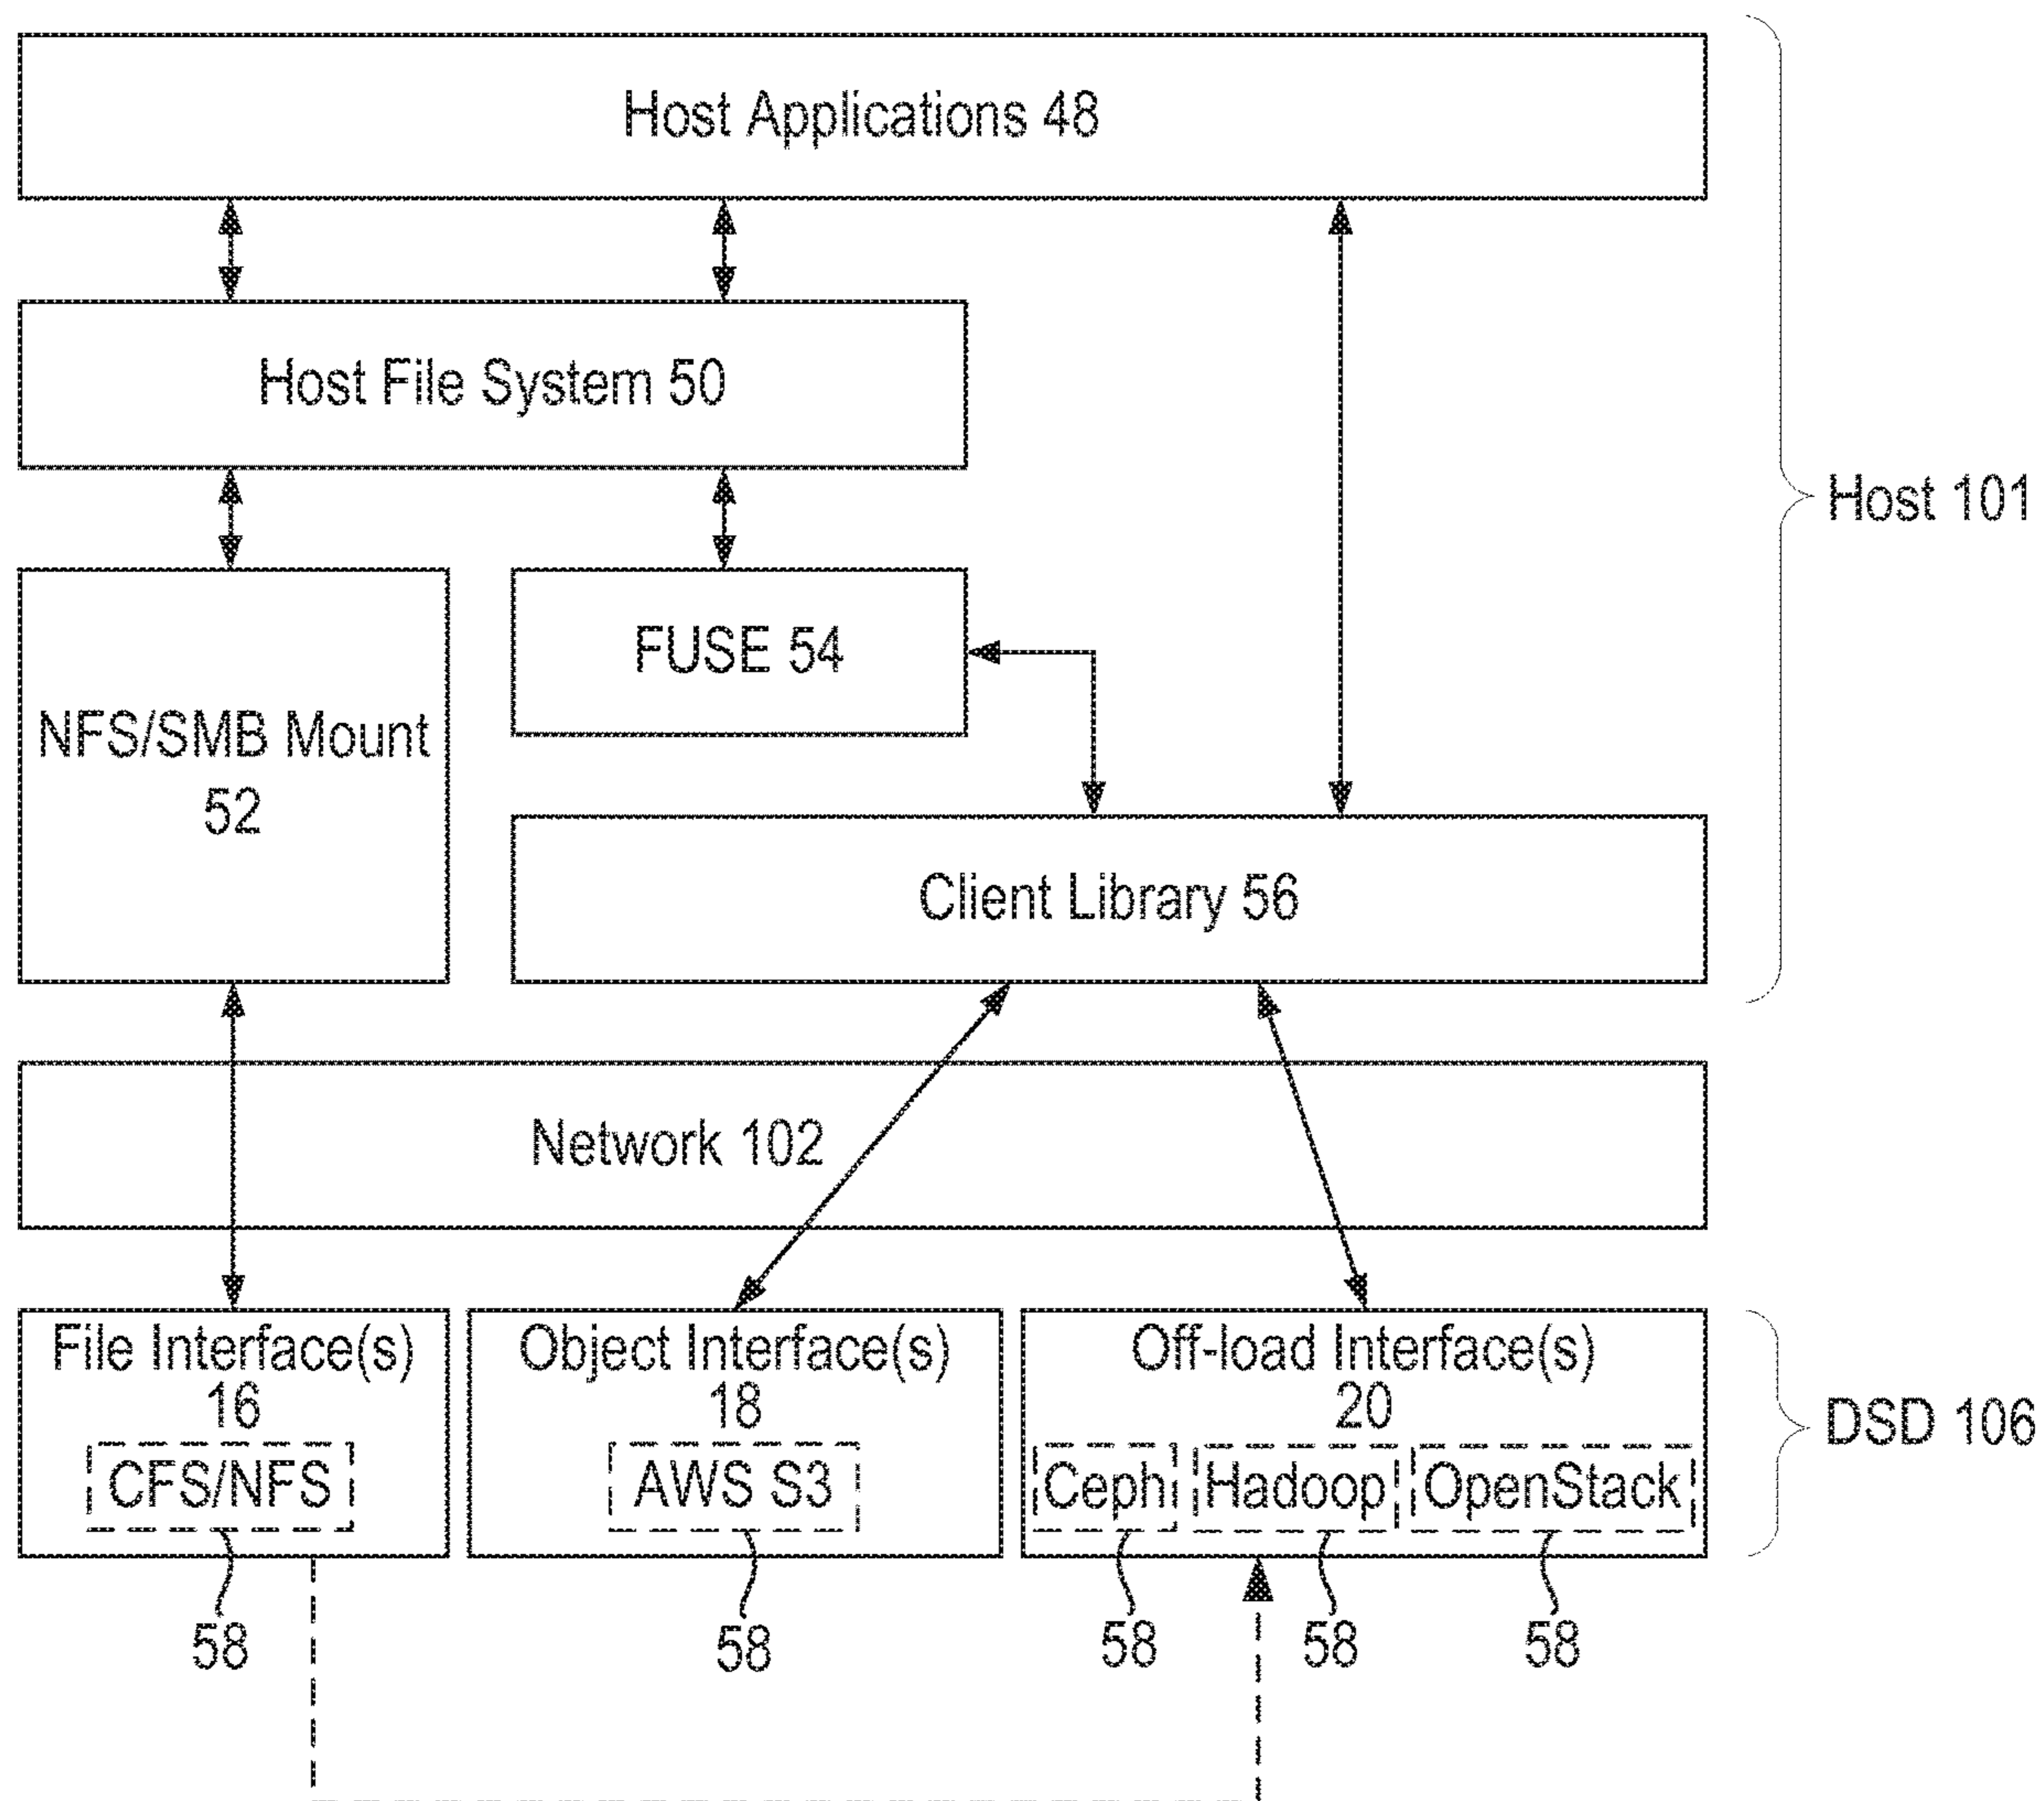 Host Applications 48
Host File System 50
Host 101
FUSE 54
NFS/SMB Mount
52
Client Library 56
Network 102
File Interface(s)
16
CFS/NFS
Object Interface(s)
18
AWS S3
Off-load Interface(s)
20
Ceph
Hadoop
OpenStack
DSD 106
58
58
58
58
58